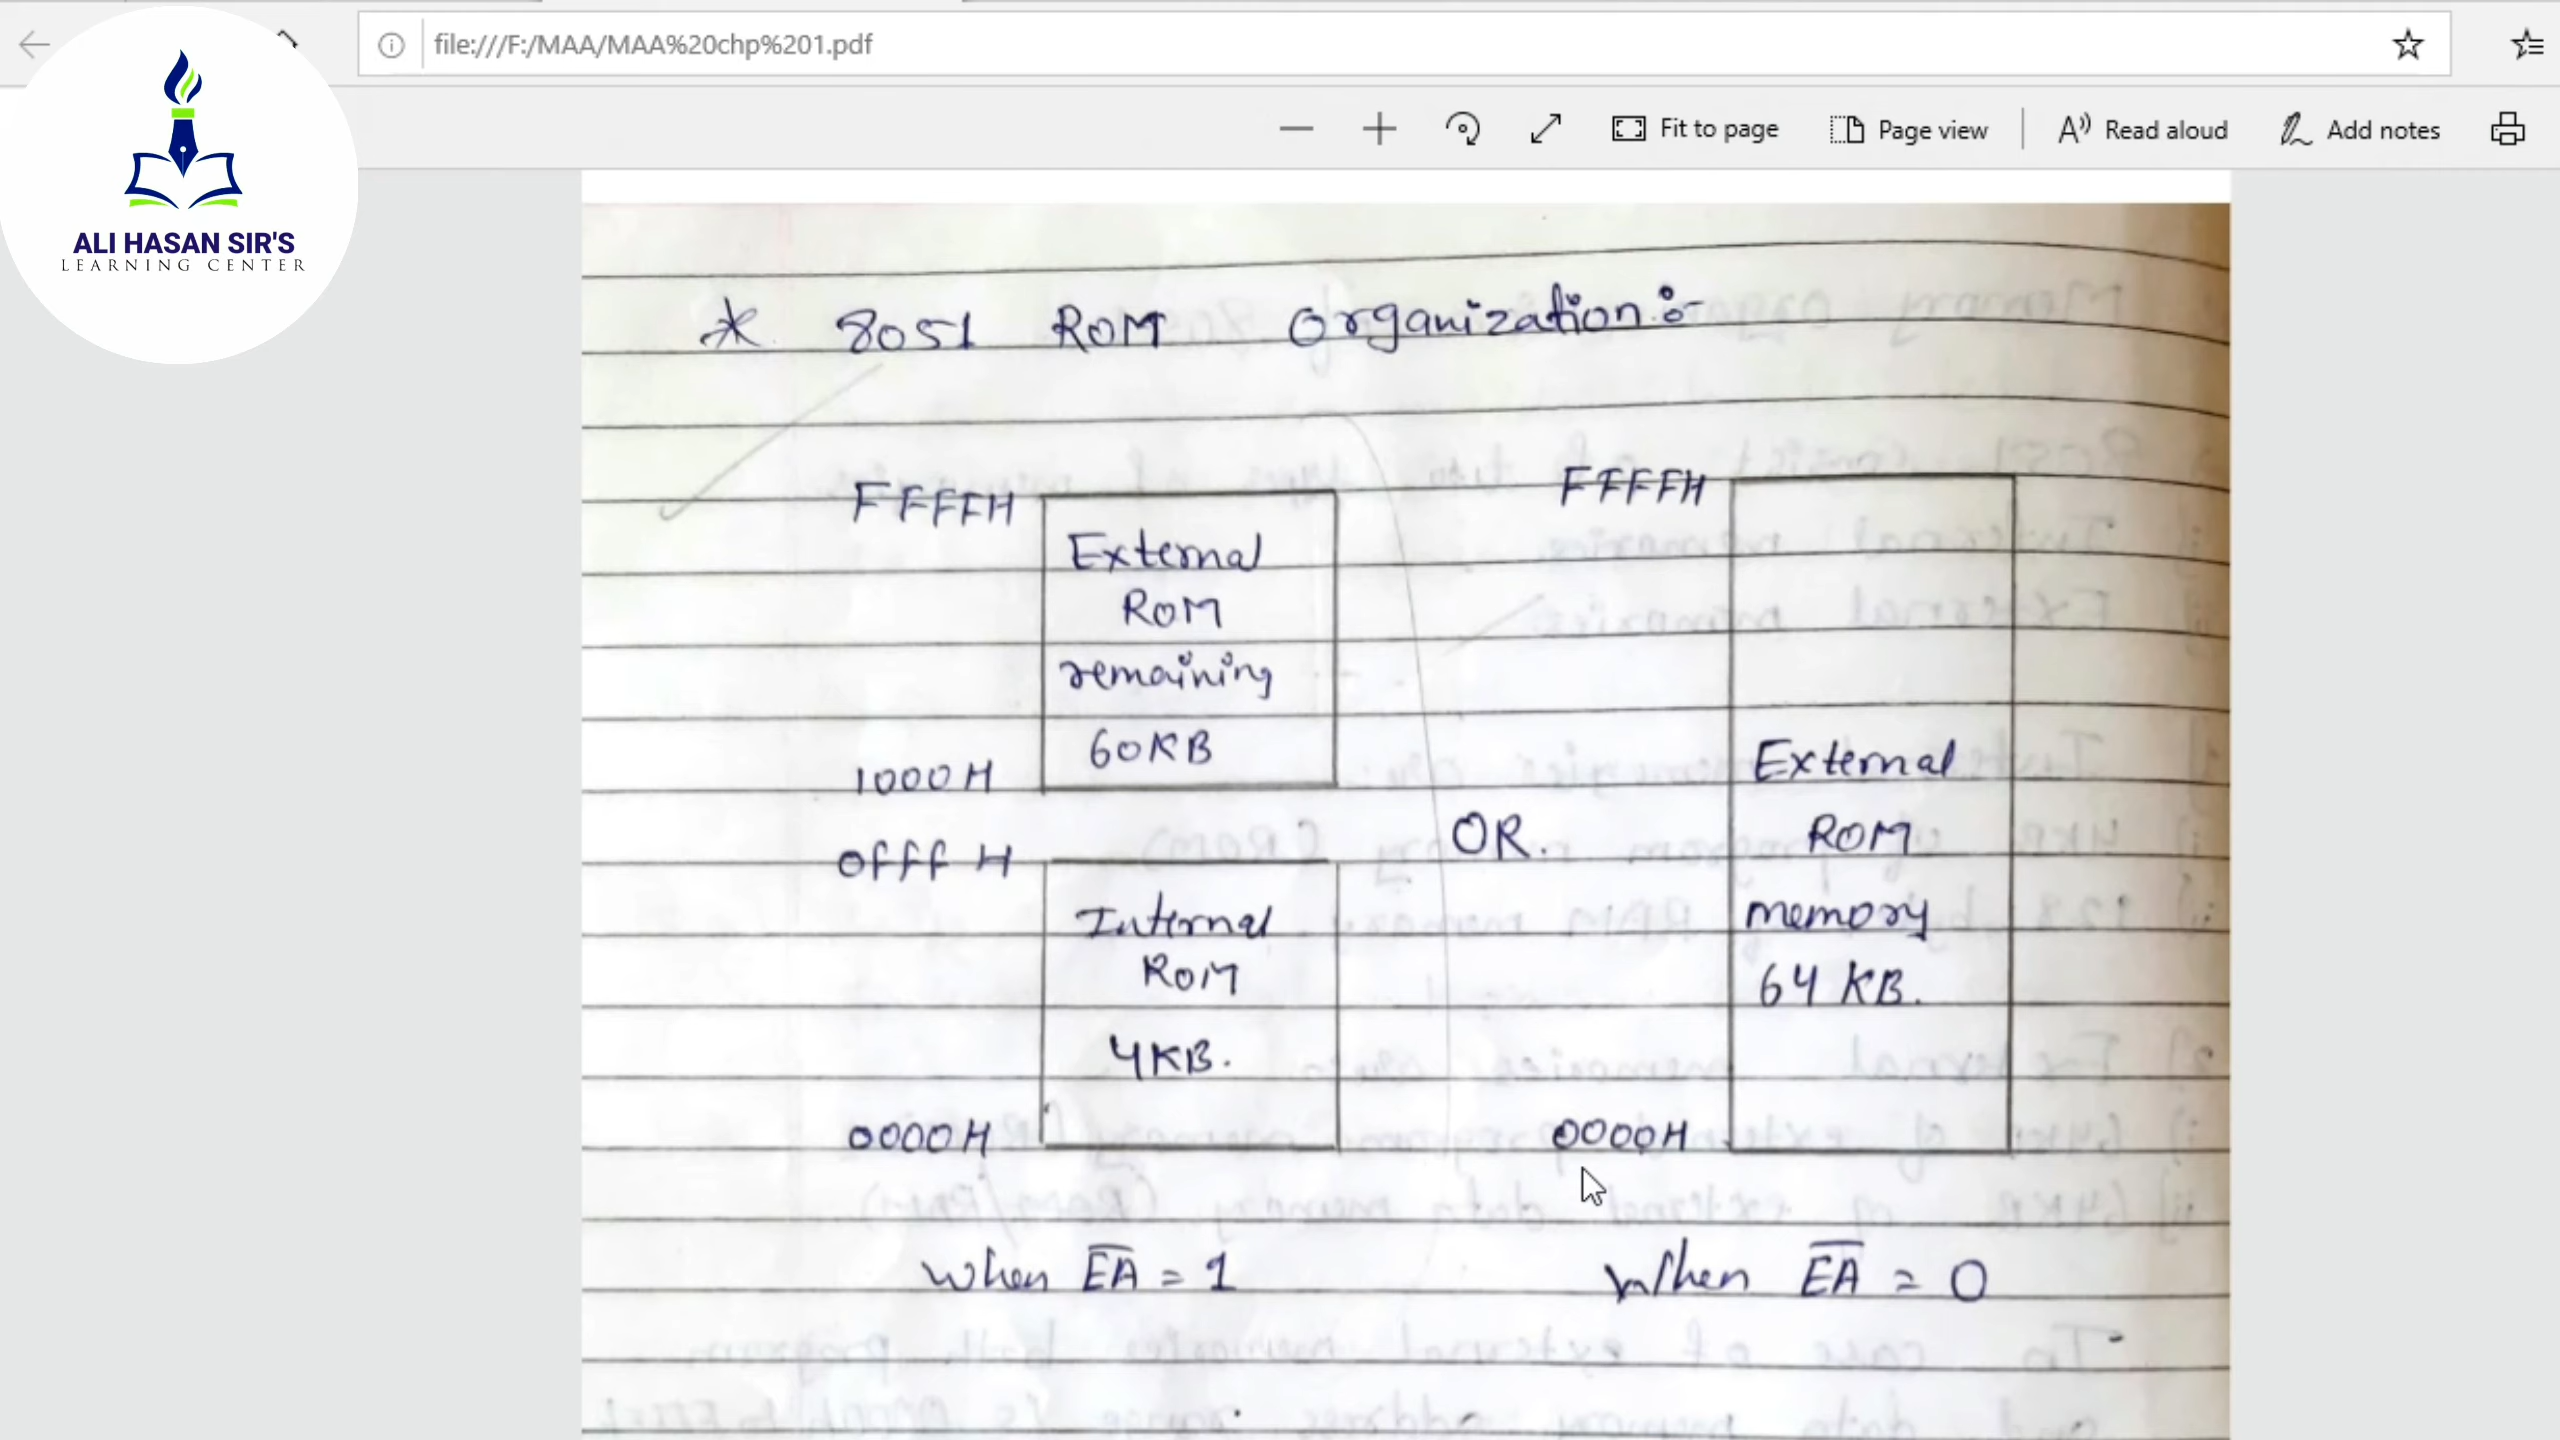 file:///F:/MAA/MAA%20chp%201.pdf
Fit to page
Page view
Read aloud
Add notes
ALI HASAN SIR'S
LEARNING CENTER
* 8051 ROM Organization :-
FFFFH
External
ROM
remaining
60KB
1000H
0fff H
Internal
ROM
4KB.
0000H
When E̅A̅ = 1
OR.
FFFFH
External
ROM
memory
64 KB.
0000H
When E̅A̅ = 0